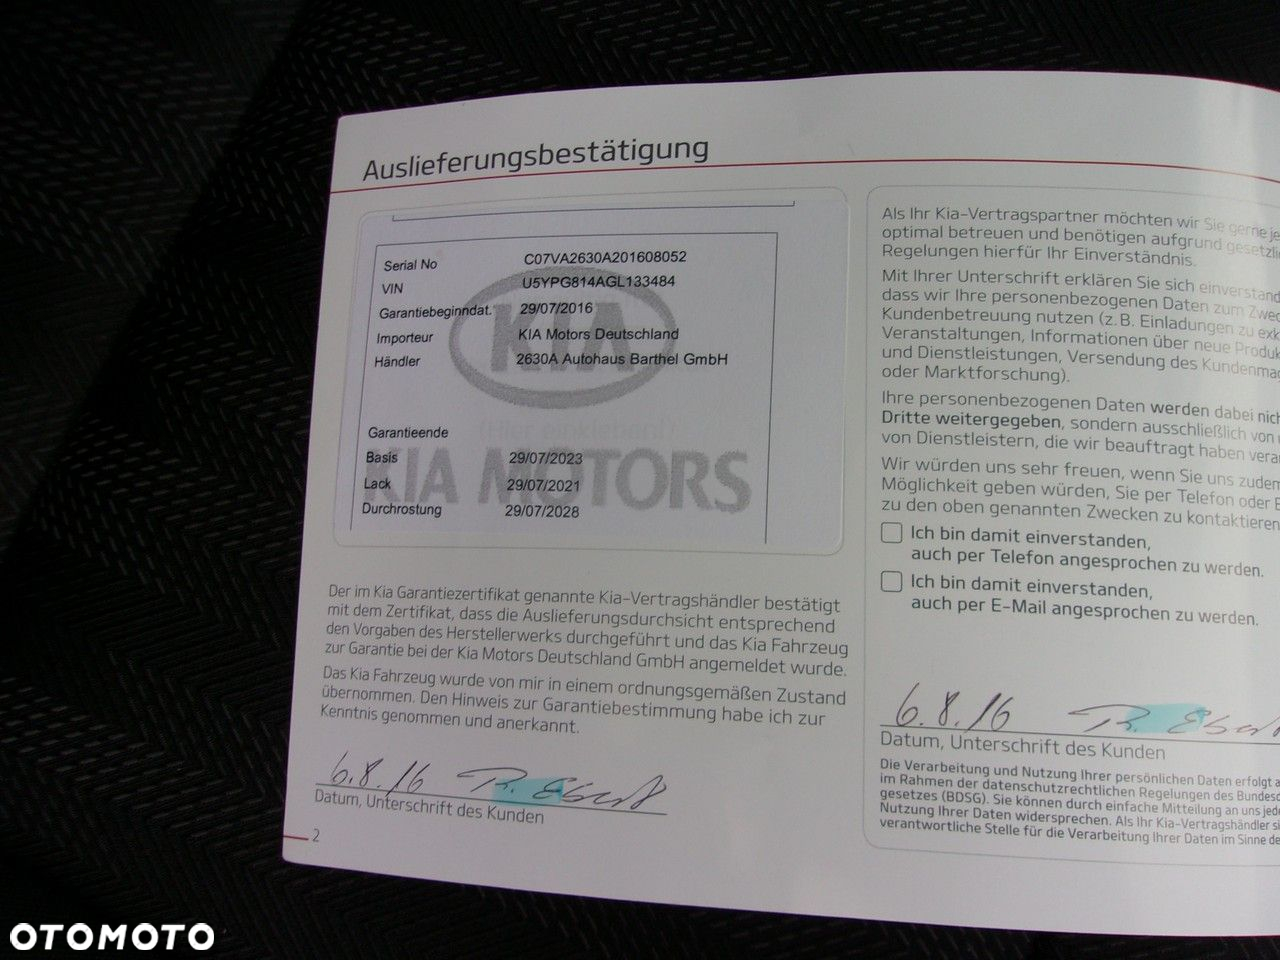 Auslieferungsbestätigung
Serial No C07VA2630A201608052
VIN U5YPG814AGL133484
Garantiebeginndat. 29/07/2016
Importeur KIA Motors Deutschland
Händler 2630A Autohaus Barthel GmbH
KIA
(Hier einkleben!)
Garantieende
Basis 29/07/2023
Lack 29/07/2021
KIA MOTORS
Durchrostung 29/07/2028
Der im Kia Garantiezertifikat genannte Kia-Vertragshändler bestätigt
mit dem Zertifikat, dass die Auslieferungsdurchsicht entsprechend
den Vorgaben des Herstellerwerks durchgeführt und das Kia Fahrzeug
zur Garantie bei der Kia Motors Deutschland GmbH angemeldet wurde.
Das Kia Fahrzeug wurde von mir in einem ordnungsgemäßen Zustand
übernommen. Den Hinweis zur Garantiebestimmung habe ich zur
Kenntnis genommen und anerkannt.
6.8.16
Datum, Unterschrift des Kunden
2
Als Ihr Kia-Vertragspartner möchten wir Sie gerne
optimal betreuen und benötigen aufgrund
Regelungen hierfür Ihr Einverständnis.
Mit Ihrer Unterschrift erklären Sie sich
dass wir Ihre personenbezogenen Daten zum
Kundenbetreuung nutzen (z. B. Einladungen zu
Veranstaltungen, Informationen über neue
und Dienstleistungen, Versendung des
oder Marktforschung).
Ihre personenbezogenen Daten werden dabei
Dritte weitergegeben, sondern ausschließlich von
von Dienstleistern, die wir beauftragt haben
Wir würden uns sehr freuen, wenn Sie uns
Möglichkeit geben würden, Sie per Telefon oder
zu den oben genannten Zwecken zu kontaktieren
Ich bin damit einverstanden,
auch per Telefon angesprochen zu werden.
Ich bin damit einverstanden,
auch per E-Mail angesprochen zu werden.
6.8.16
Datum, Unterschrift des Kunden
Die Verarbeitung und Nutzung Ihrer persönlichen Daten erfolgt
im Rahmen der datenschutzrechtlichen Regelungen des
gesetzes (BDSG). Sie können durch einfache Mitteilung an uns
Nutzung Ihrer Daten widersprechen. Als Ihr Kia-Vertragshändler
verantwortliche Stelle für die Verarbeitung Ihrer Daten im Sinne
OTOMOTO